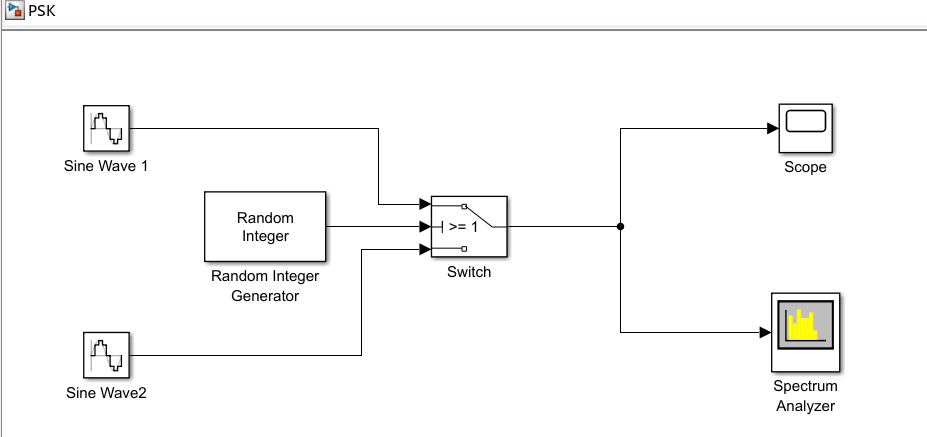 PSK
Sine Wave 1
Scope
Random
Integer
Random Integer
Generator
>= 1
Switch
Sine Wave2
Spectrum
Analyzer